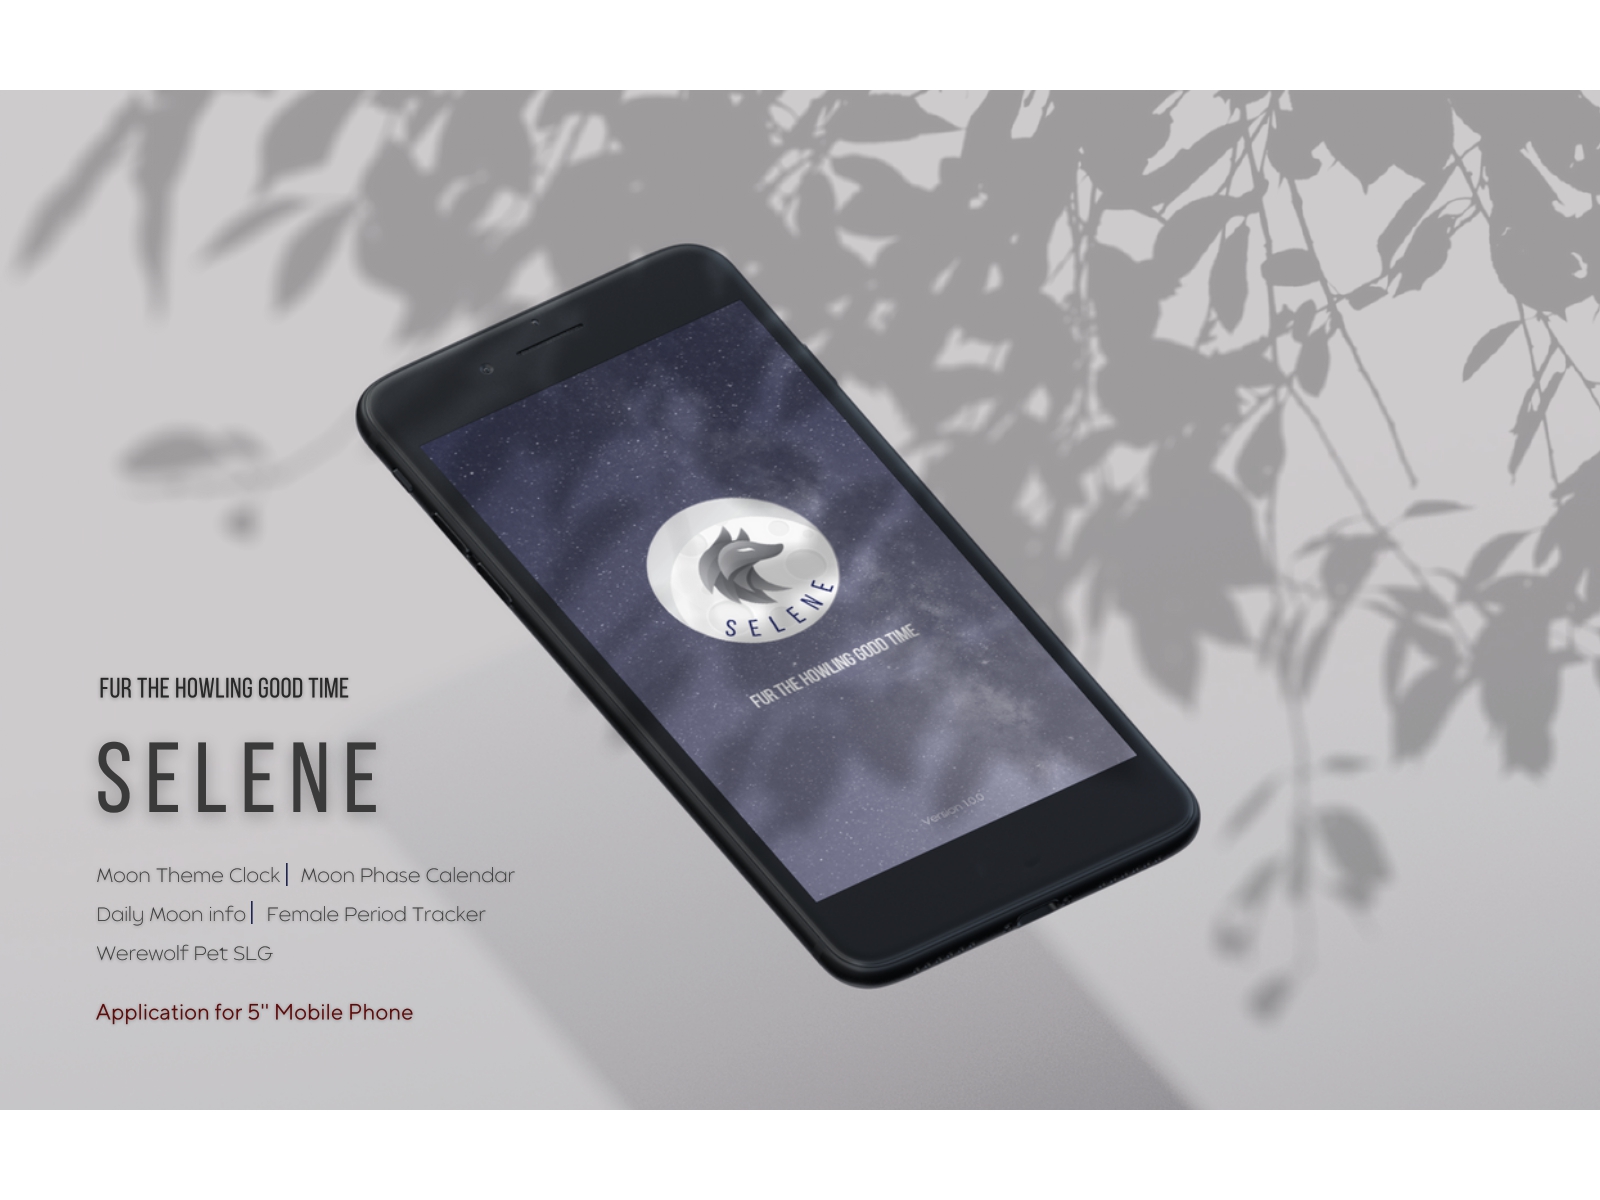 SELENE
FUR THE HOWLING GOOD TIME
Version 1.0.0
FUR THE HOWLING GOOD TIME
SELENE
Moon Theme Clock | Moon Phase Calendar
Daily Moon info | Female Period Tracker
Werewolf Pet SLG
Application for 5" Mobile Phone